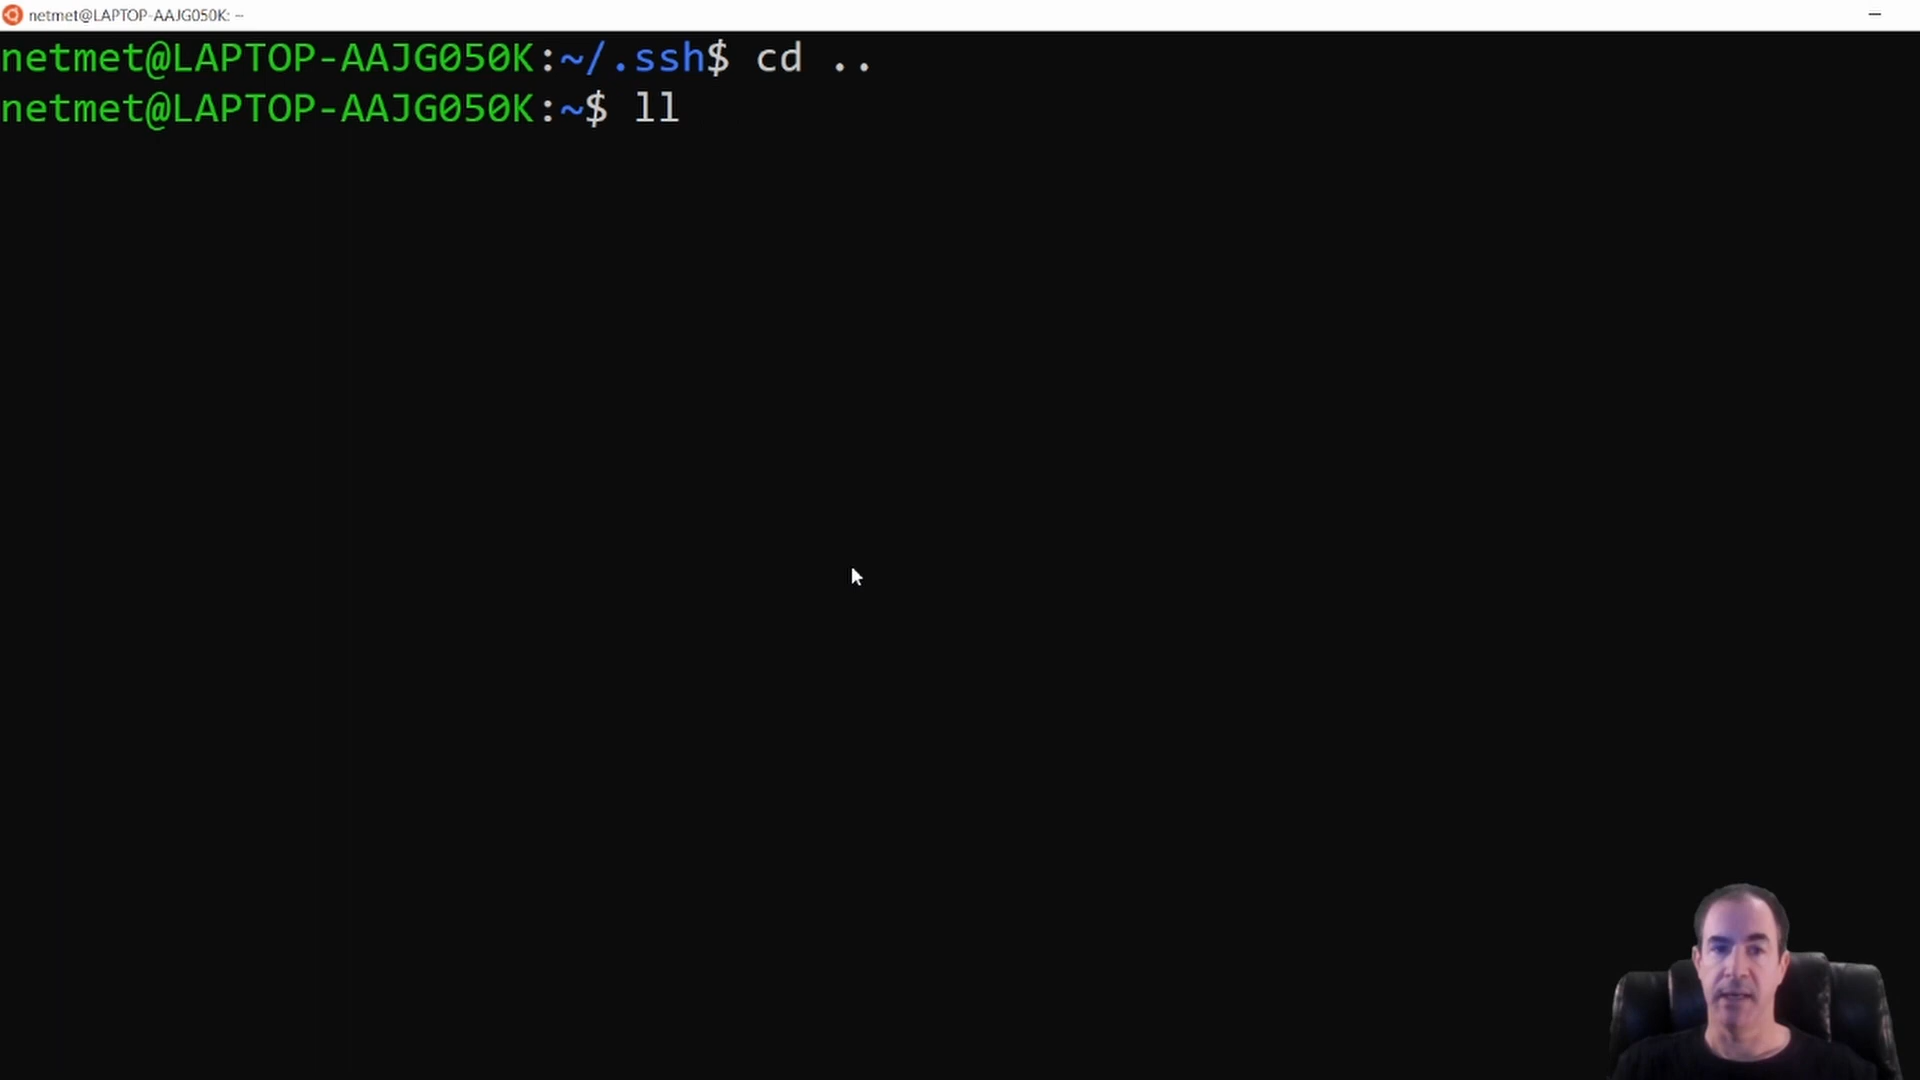 netmet@LAPTOP-AAJG050K: ~
netmet@LAPTOP-AAJG050K:~/.ssh$ cd ..
netmet@LAPTOP-AAJG050K:~$ ll